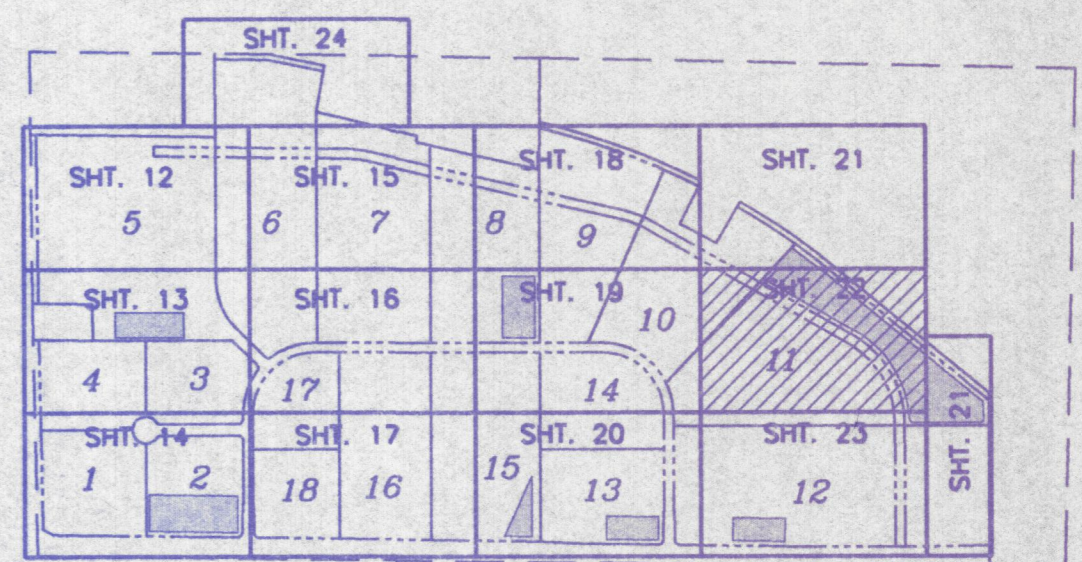 SHT. 24
SHT. 12
SHT. 15
SHT. 18
SHT. 21
5
6
7
8
9
SHT. 13
SHT. 16
SHT. 19
SHT. 22
10
11
4
3
17
14
SHT. 14
SHT. 17
SHT. 20
SHT. 23
SHT. 21
1
2
18
16
15
13
12